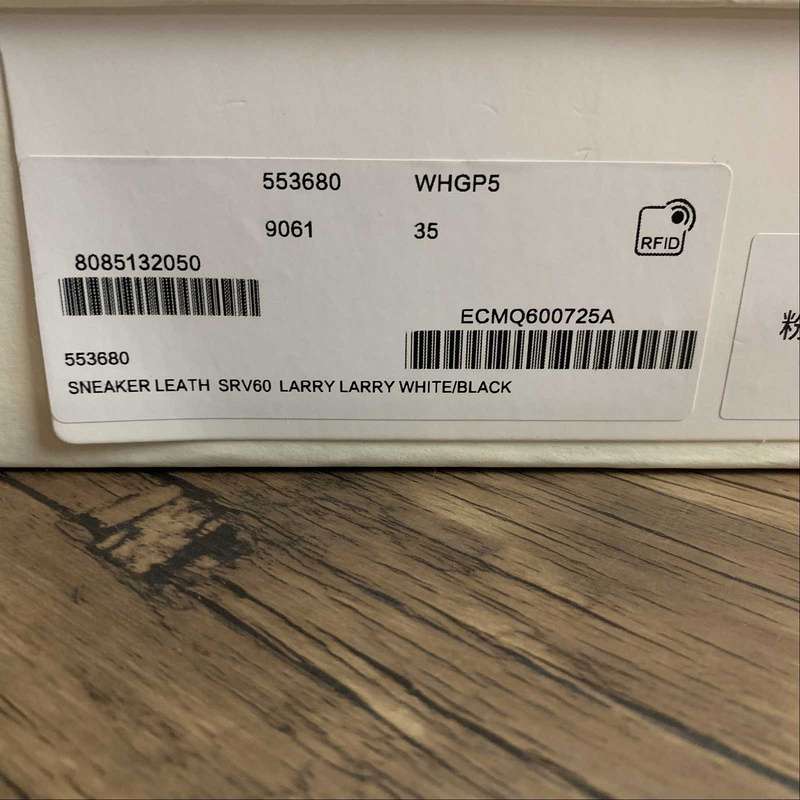 553680 WHGP5
9061 35
RFID
8085132050
ECMQ600725A
553680
SNEAKER LEATH SRV60 LARRY LARRY WHITE/BLACK
粉